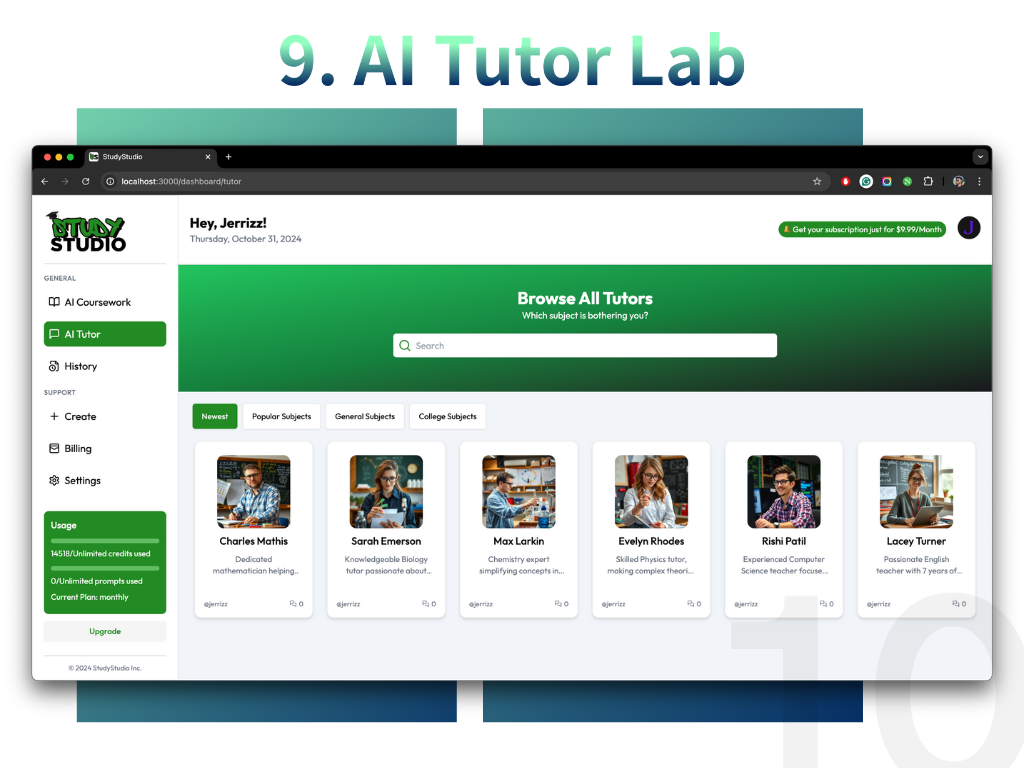 9. AI Tutor Lab
StudyStudio
localhost:3000/dashboard/tutor
STUDY
STUDIO
Hey, Jerrizz!
Thursday, October 31, 2024
Get your subscription just for $9.99/Month
J
GENERAL
AI Coursework
AI Tutor
History
SUPPORT
Create
Billing
Settings
Usage
14518/Unlimited credits used
0/Unlimited prompts used
Current Plan: monthly
Upgrade
© 2024 StudyStudio Inc.
Browse All Tutors
Which subject is bothering you?
Search
Newest
Popular Subjects
General Subjects
College Subjects
Charles Mathis
Dedicated
mathematician helping..
@jerrizz
0
Sarah Emerson
Knowledgeable Biology
tutor passionate about...
@jerrizz
0
Max Larkin
Chemistry expert
simplifying concepts in...
@jerrizz
0
Evelyn Rhodes
Skilled Physics tutor,
making complex theori...
@jerrizz
0
Rishi Patil
Experienced Computer
Science teacher focuse...
@jerrizz
0
Lacey Turner
Passionate English
teacher with 7 years of...
@jerrizz
0
10